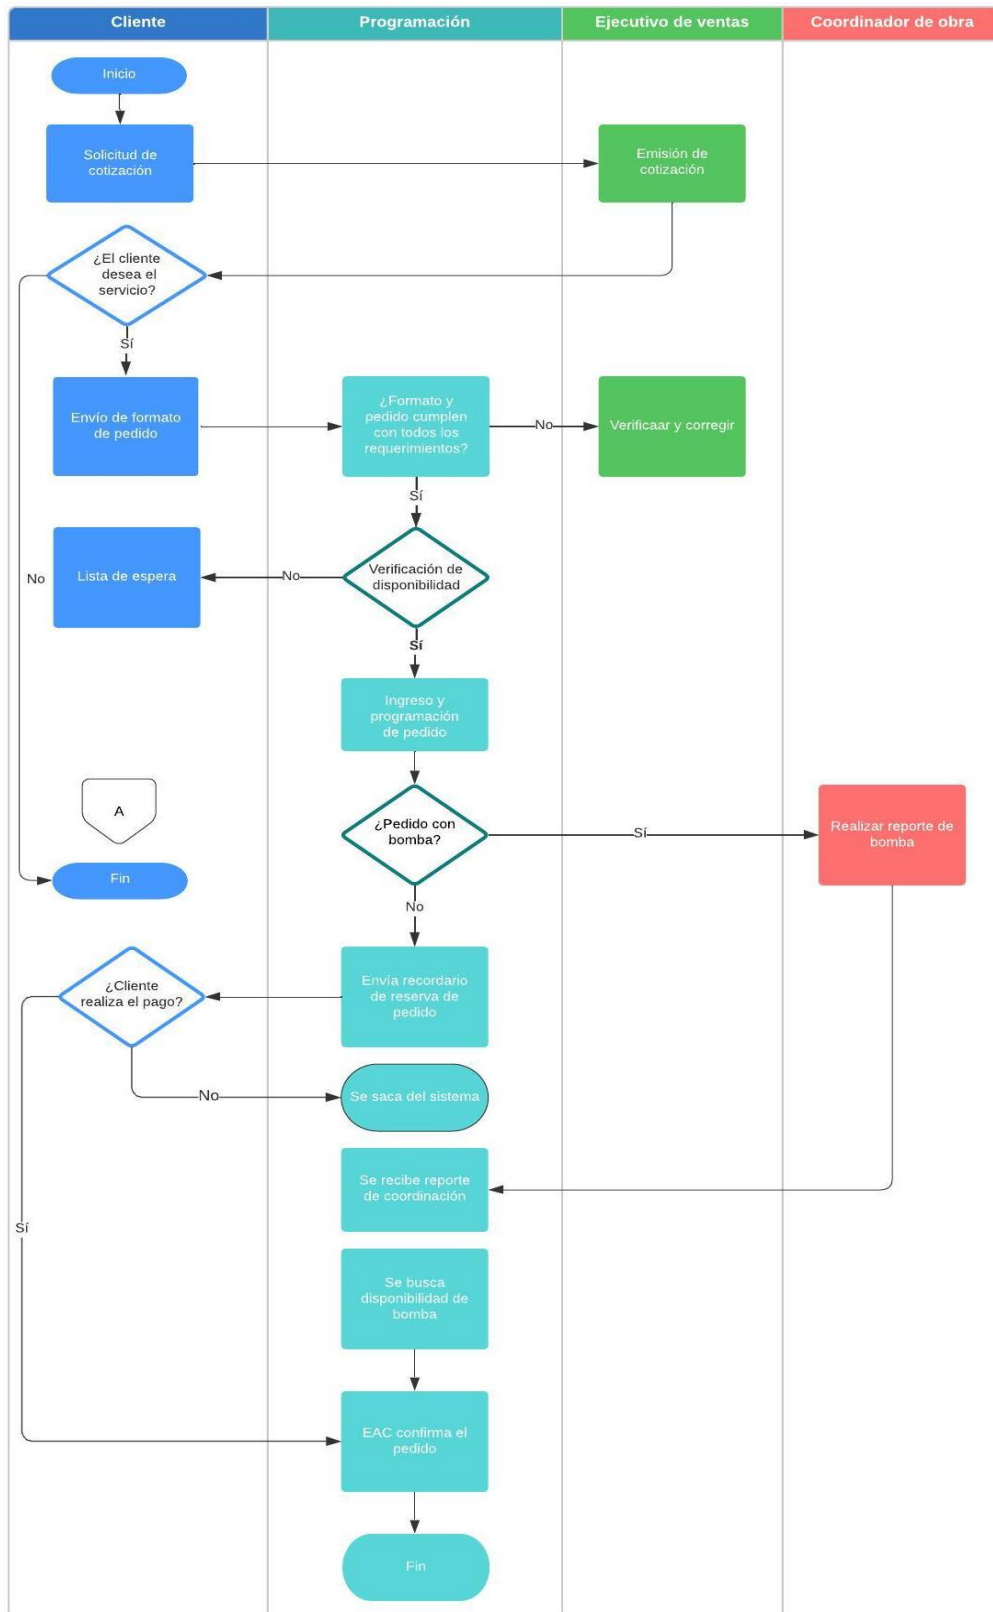 Cliente
Programación
Ejecutivo de ventas
Coordinador de obra
Inicio
Solicitud de
cotización
Emisión de
cotización
¿El cliente
desea el
servicio?
Sí
Envío de formato
de pedido
¿Formato y
pedido cumplen
con todos los
requerimientos?
No
Verificaar y corregir
Sí
No
Lista de espera
No
Verificación de
disponibilidad
Sí
Ingreso y
programación
de pedido
A
¿Pedido con
bomba?
Sí
Realizar reporte de
bomba
Fin
No
¿Cliente
realiza el pago?
Envía recordario
de reserva de
pedido
No
Se saca del sistema
Se recibe reporte
de coordinación
Sí
Se busca
disponibilidad de
bomba
EAC confirma el
pedido
Fin